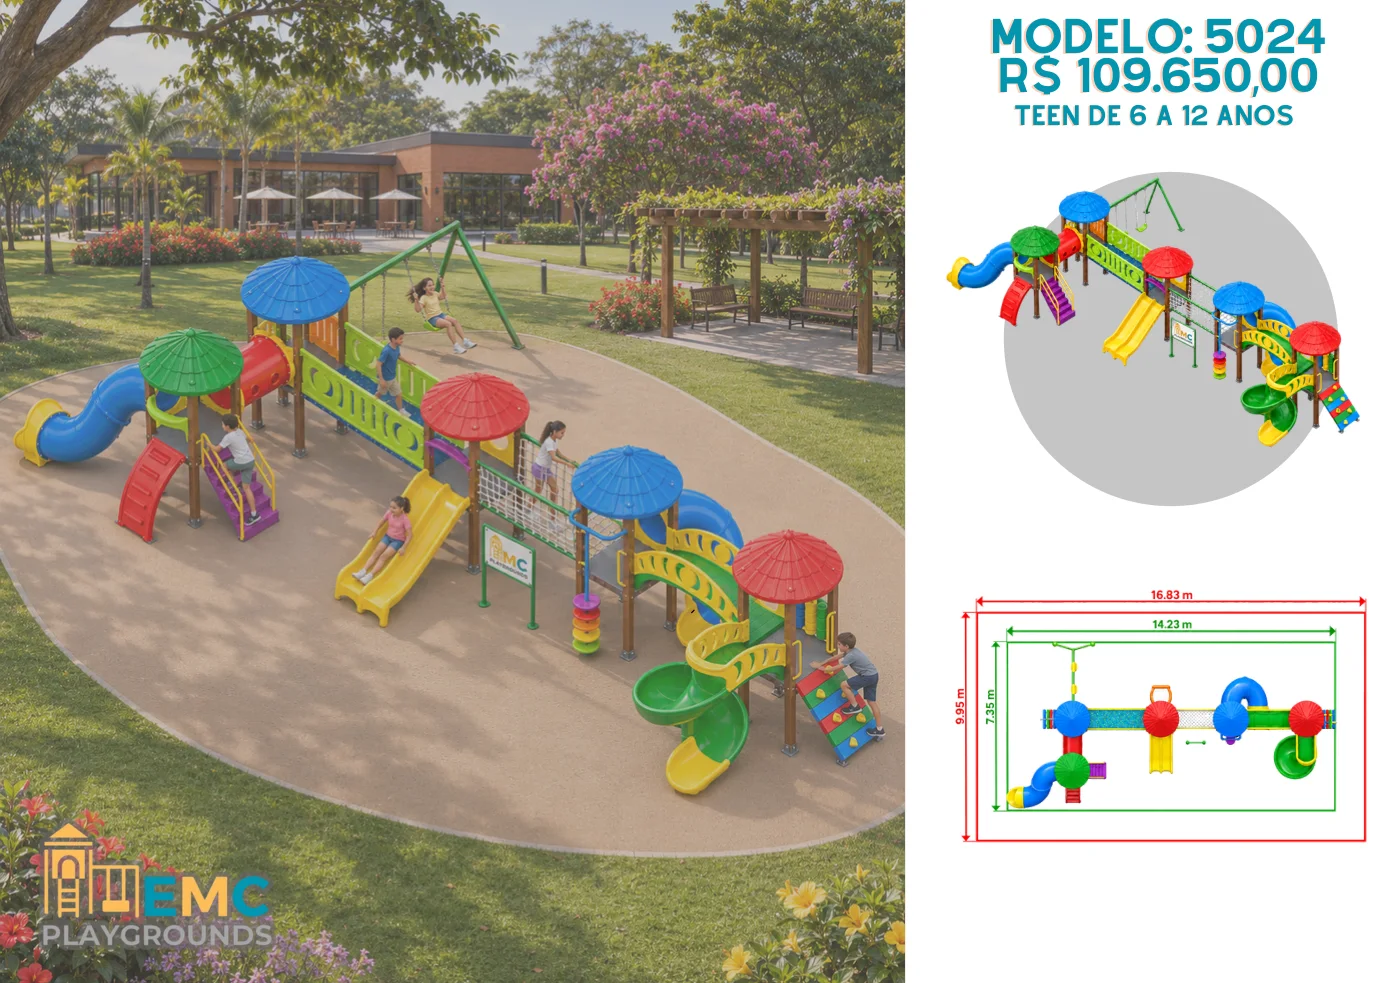 MODELO: 5024
R$ 109.650,00
TEEN DE 6 A 12 ANOS
EMC
PLAYGROUNDS
EMC
16.83 m
14.23 m
9.95 m
7.35 m
EMC
PLAYGROUNDS